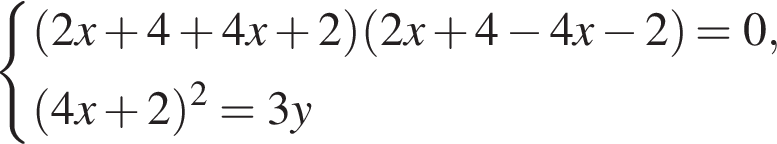 (2x + 4 + 4x + 2)(2x + 4 − 4x − 2) = 0,
(4x + 2)² = 3y